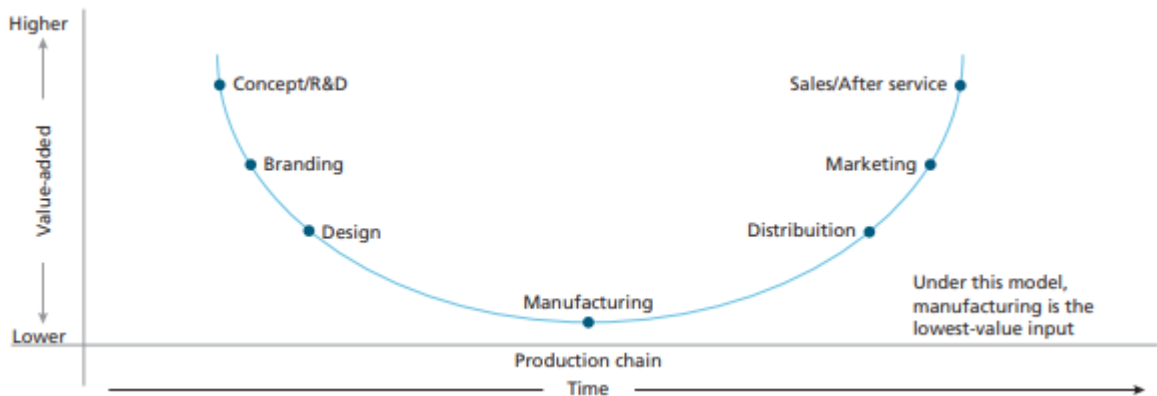 Higher
Concept/R&D
Sales/After service
Value-added
Branding
Marketing
Design
Distribuition
Manufacturing
Under this model,
manufacturing is the
lowest-value input
Lower
Production chain
Time